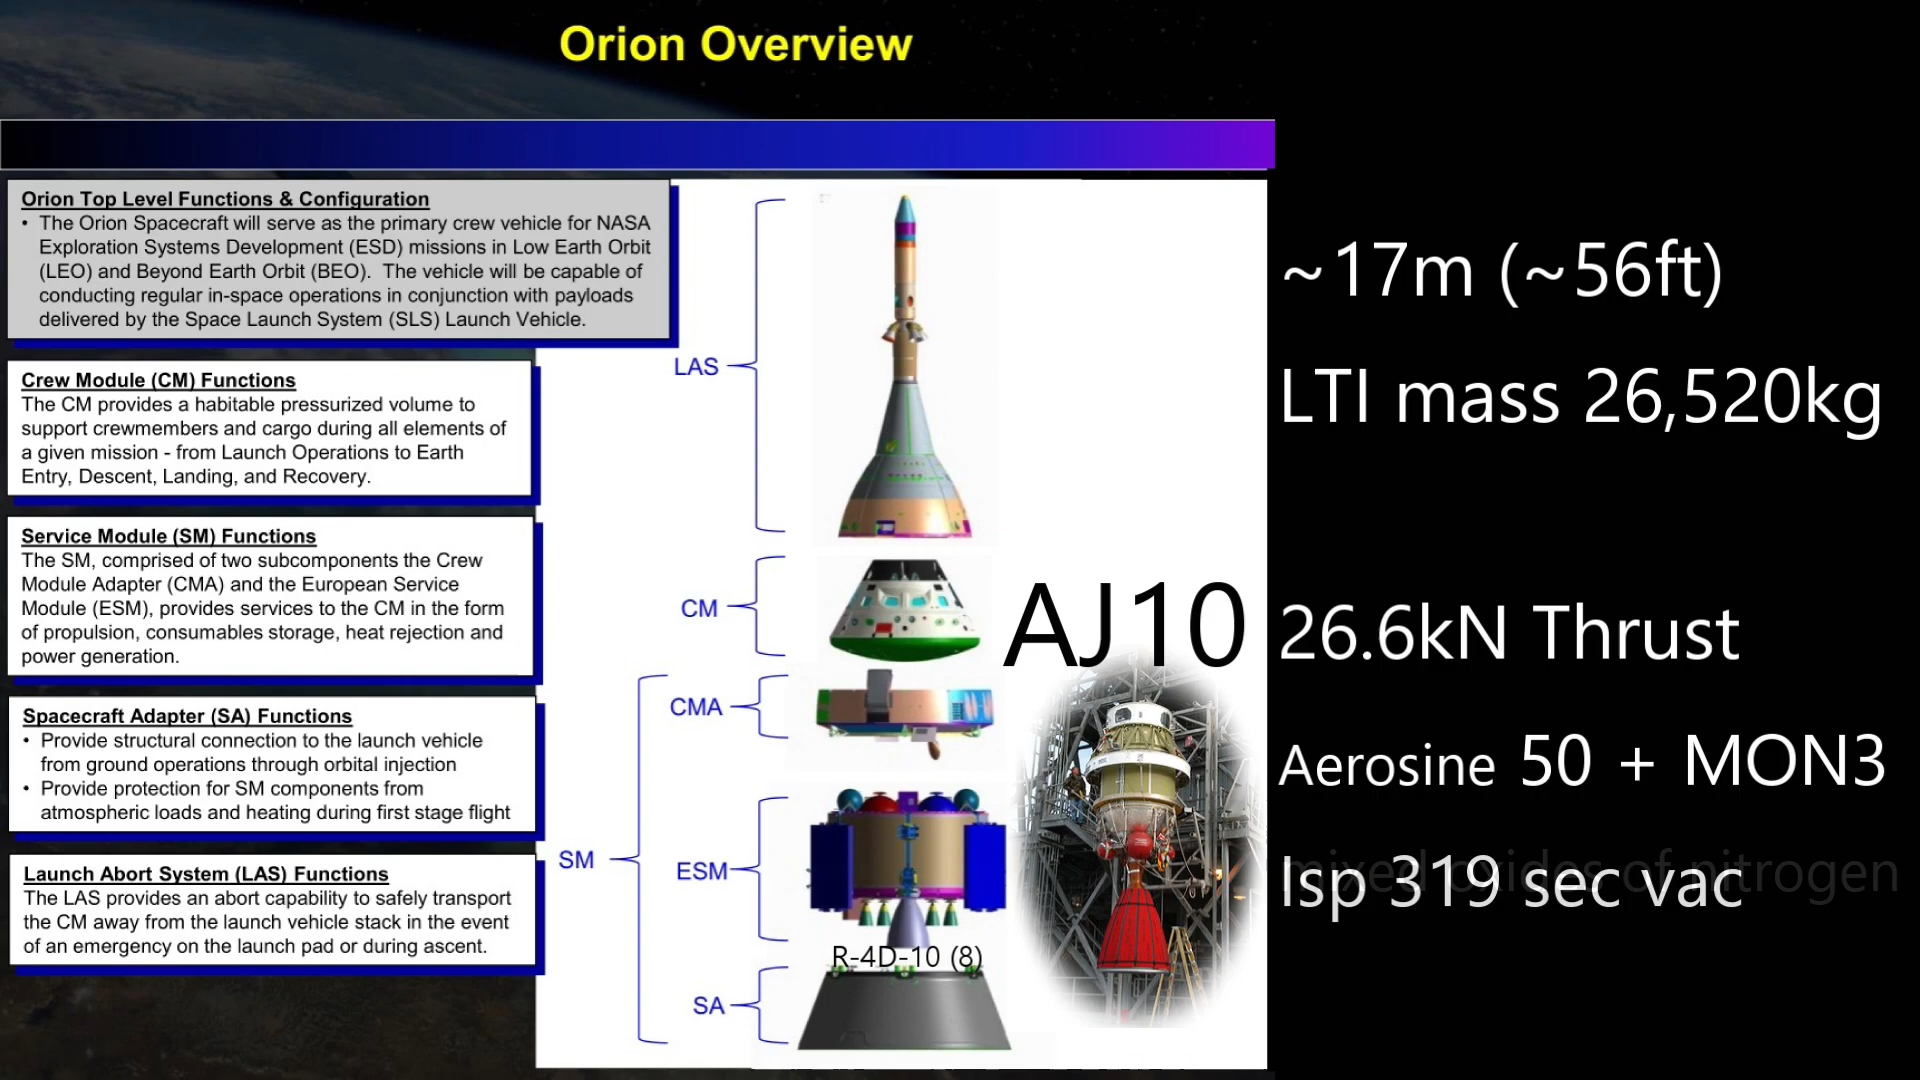 Orion Overview
Orion Top Level Functions & Configuration
• The Orion Spacecraft will serve as the primary crew vehicle for NASA
Exploration Systems Development (ESD) missions in Low Earth Orbit
(LEO) and Beyond Earth Orbit (BEO). The vehicle will be capable of
conducting regular in-space operations in conjunction with payloads
delivered by the Space Launch System (SLS) Launch Vehicle.
Crew Module (CM) Functions
The CM provides a habitable pressurized volume to
support crewmembers and cargo during all elements of
a given mission - from Launch Operations to Earth
Entry, Descent, Landing, and Recovery.
Service Module (SM) Functions
The SM, comprised of two subcomponents the Crew
Module Adapter (CMA) and the European Service
Module (ESM), provides services to the CM in the form
of propulsion, consumables storage, heat rejection and
power generation.
Spacecraft Adapter (SA) Functions
• Provide structural connection to the launch vehicle
from ground operations through orbital injection
• Provide protection for SM components from
atmospheric loads and heating during first stage flight
Launch Abort System (LAS) Functions
The LAS provides an abort capability to safely transport
the CM away from the launch vehicle stack in the event
of an emergency on the launch pad or during ascent.
LAS
CM
CMA
SM
ESM
R-4D-10 (8)
SA
AJ10
~17m (~56ft)
LTI mass 26,520kg
26.6kN Thrust
Aerosine 50 + MON3
mixed oxides of nitrogen
Isp 319 sec vac